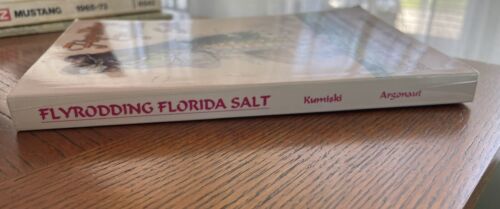 MUSTANG 1965-73
FLYRODDING FLORIDA SALT Kumiski Argonaut